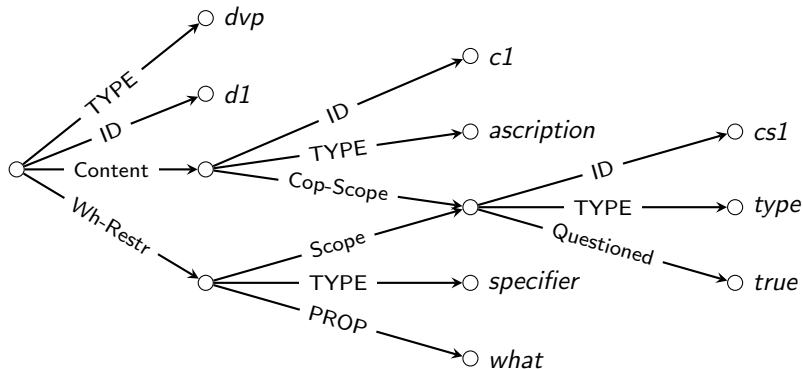 dvp
TYPE
c1
d1
ID
ID
ascription
cs1
TYPE
ID
Content
Cop-Scope
TYPE
type
Wh-Restr
Scope
Questioned
TYPE
specifier
true
PROP
what